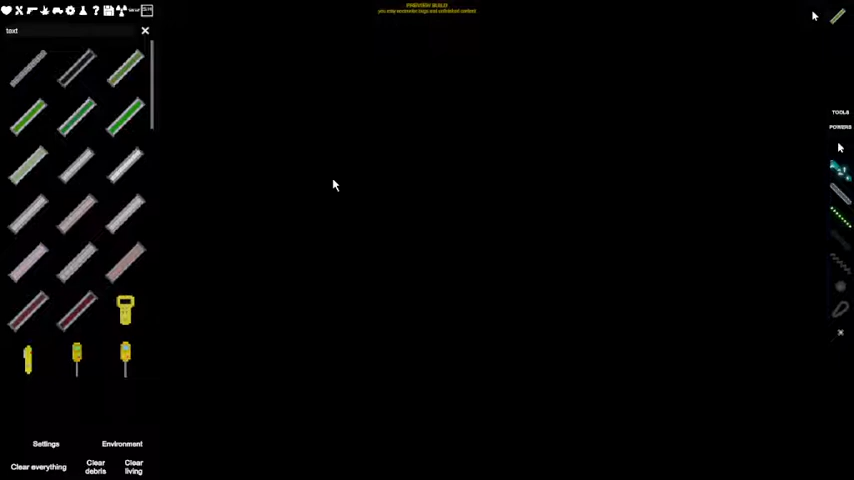 PREVIEW BUILD
you may encounter bugs and unfinished content
text
TOOLS
POWERS
Settings
Environment
Clear everything
Clear debris
Clear living